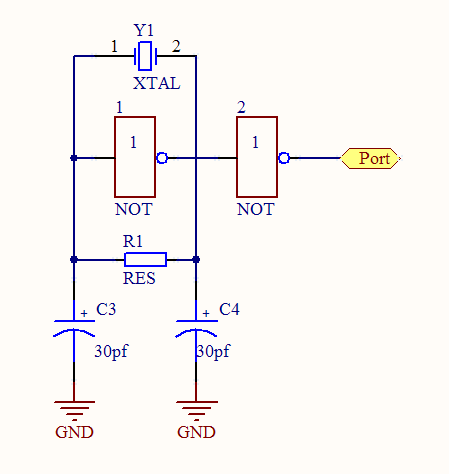 Y1
1 2
XTAL
1 2
1 1
Port
NOT NOT
R1
RES
+ C3 + C4
30pf 30pf
GND GND